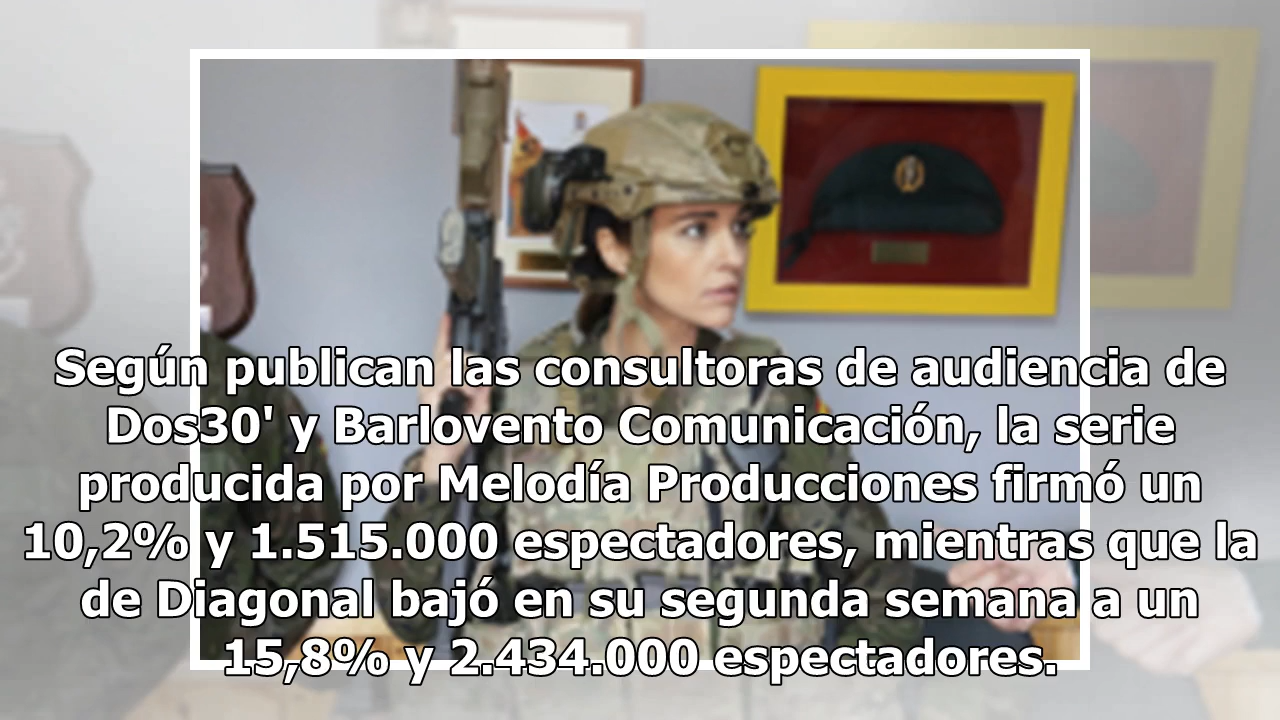 Según publican las consultoras de audiencia de
Dos30' y Barlovento Comunicación, la serie
producida por Melodía Producciones firmó un
10,2% y 1.515.000 espectadores, mientras que la
de Diagonal bajó en su segunda semana a un
15,8% y 2.434.000 espectadores.